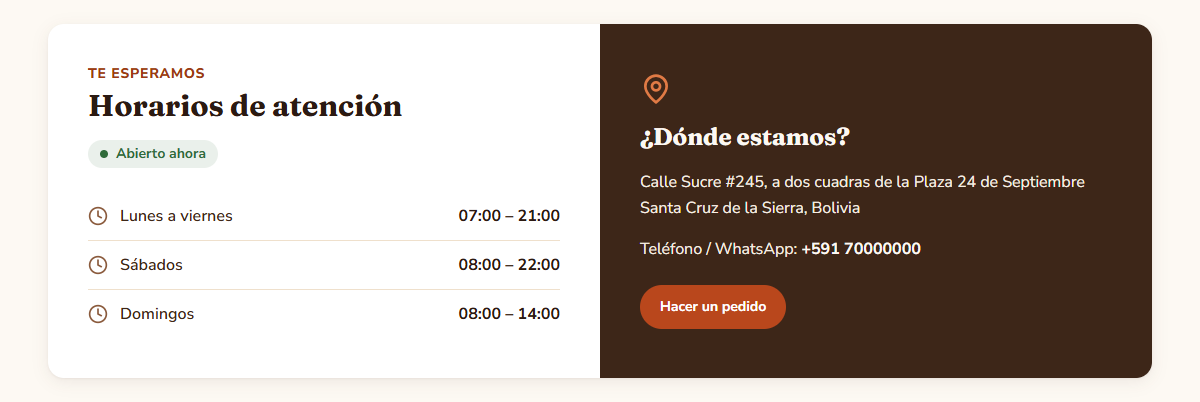 TE ESPERAMOS
Horarios de atención
Abierto ahora
Lunes a viernes 07:00 – 21:00
Sábados 08:00 – 22:00
Domingos 08:00 – 14:00
¿Dónde estamos?
Calle Sucre #245, a dos cuadras de la Plaza 24 de Septiembre
Santa Cruz de la Sierra, Bolivia
Teléfono / WhatsApp: +591 70000000
Hacer un pedido